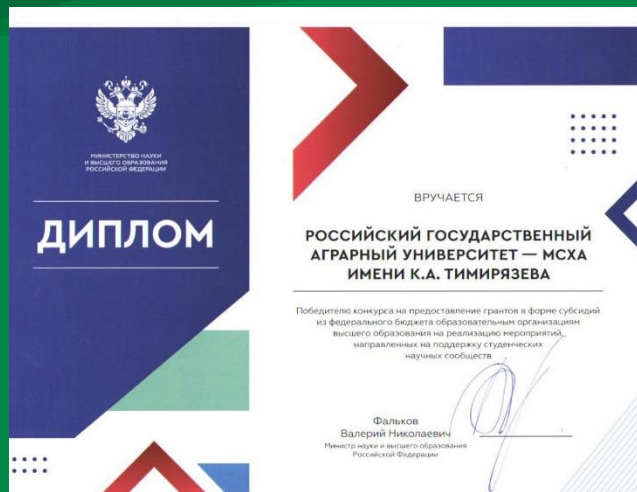 МИНИСТЕРСТВО НАУКИ
И ВЫСШЕГО ОБРАЗОВАНИЯ
РОССИЙСКОЙ ФЕДЕРАЦИИ
ДИПЛОМ
ВРУЧАЕТСЯ
РОССИЙСКИЙ ГОСУДАРСТВЕННЫЙ
АГРАРНЫЙ УНИВЕРСИТЕТ — МСХА
ИМЕНИ К.А. ТИМИРЯЗЕВА
Победителю конкурса на предоставление грантов в форме субсидий
из федерального бюджета образовательным организациям
высшего образования на реализацию мероприятий,
направленных на поддержку студенческих
научных сообществ
Фальков
Валерий Николаевич
Министр науки и высшего образования
Российской Федерации